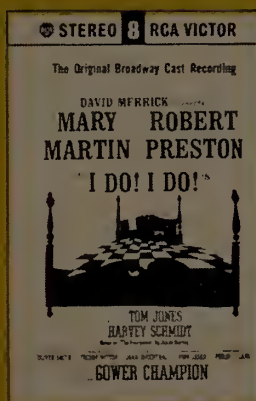 STEREO 8 RCA VICTOR
The Original Broadway Cast Recording
DAVID MERRICK
MARY ROBERT
MARTIN PRESTON
I DO! I DO!
TOM JONES
HARVEY SCHMIDT
GOWER CHAMPION